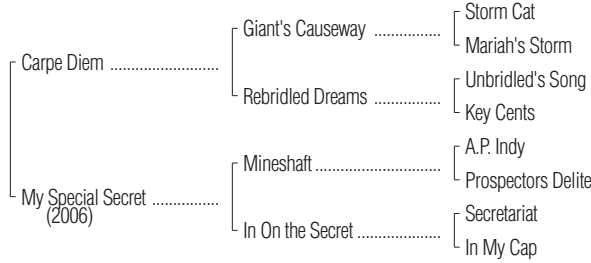 Storm Cat
Giant's Causeway ................
Mariah's Storm
Carpe Diem ..........................
Unbridled's Song
Rebridled Dreams ................
Key Cents
A.P. Indy
Mineshaft ..............................
Prospectors Delite
My Special Secret ................
(2006)
Secretariat
In On the Secret ....................
In My Cap